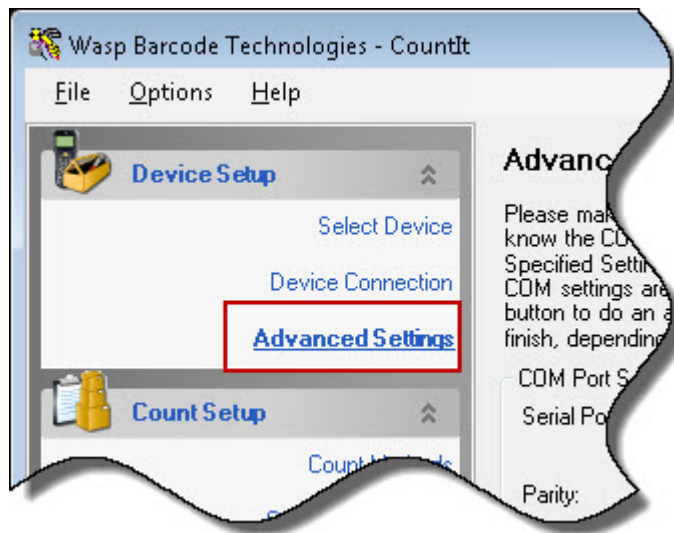 Wasp Barcode Technologies - CountIt
File Options Help
Device Setup
Select Device
Device Connection
Advanced Settings
Count Setup
Count
Advanc
Please mak
know the CO
Specified Settin
COM settings are
button to do an a
finish, depending
COM Port S
Serial Po
Parity: